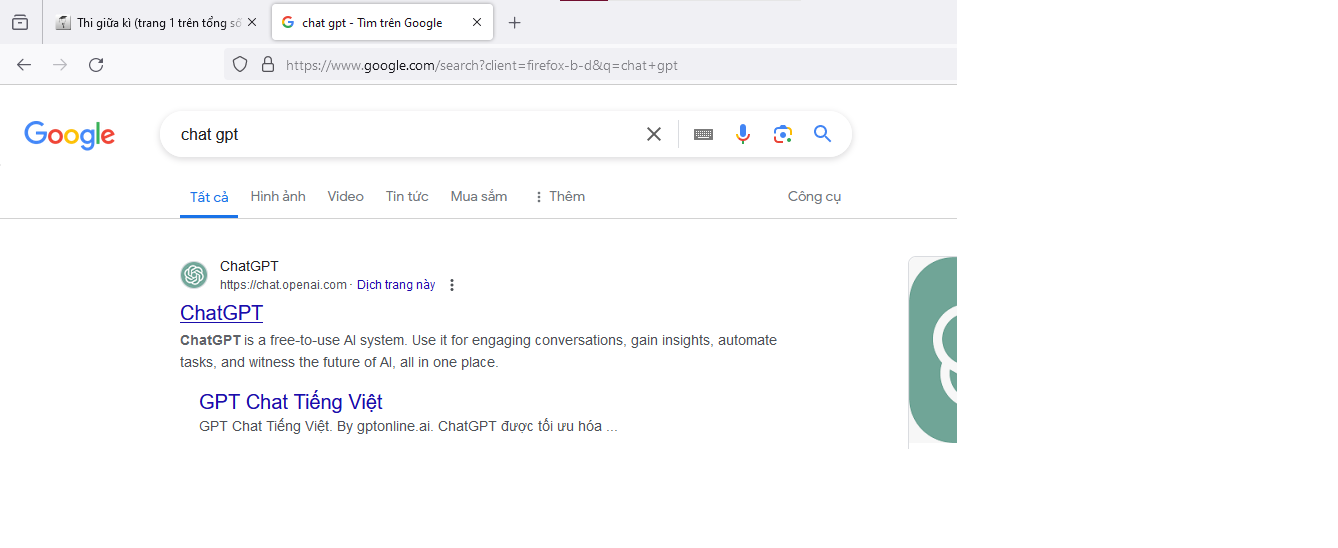 Thi giữa kì (trang 1 trên tổng số
chat gpt - Tìm trên Google
https://www.google.com/search?client=firefox-b-d&q=chat+gpt
Google
chat gpt
Tất cả
Hình ảnh
Video
Tin tức
Mua sắm
Thêm
Công cụ
ChatGPT
https://chat.openai.com · Dịch trang này
ChatGPT
ChatGPT is a free-to-use AI system. Use it for engaging conversations, gain insights, automate
tasks, and witness the future of AI, all in one place.
GPT Chat Tiếng Việt
GPT Chat Tiếng Việt. By gptonline.ai. ChatGPT được tối ưu hóa ...